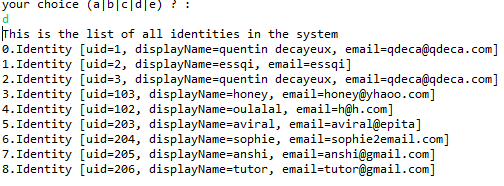 your choice (a|b|c|d|e) ? :
d
This is the list of all identities in the system
0.Identity [uid=1, displayName=quentin decayeux, email=qdeca@qdeca.com]
1.Identity [uid=2, displayName=essqi, email=essqi]
2.Identity [uid=3, displayName=quentin decayeux, email=qdeca@qdeca.com]
3.Identity [uid=103, displayName=honey, email=honey@yhaoo.com]
4.Identity [uid=102, displayName=oulalal, email=h@h.com]
5.Identity [uid=203, displayName=aviral, email=aviral@epita]
6.Identity [uid=204, displayName=sophie, email=sophie2email.com]
7.Identity [uid=205, displayName=anshi, email=anshi@gmail.com]
8.Identity [uid=206, displayName=tutor, email=tutor@gmail.com]